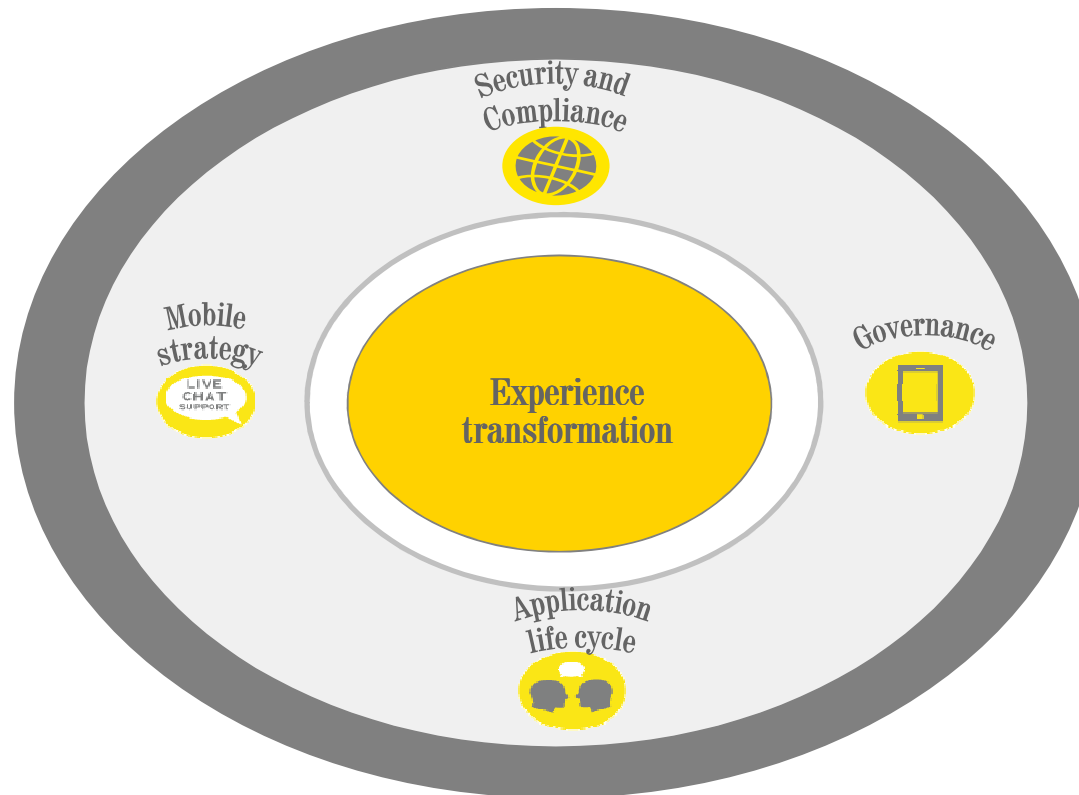 Security and
Compliance
Mobile
strategy
LIVE
CHAT
SUPPORT
Governance
Experience
transformation
Application
life cycle